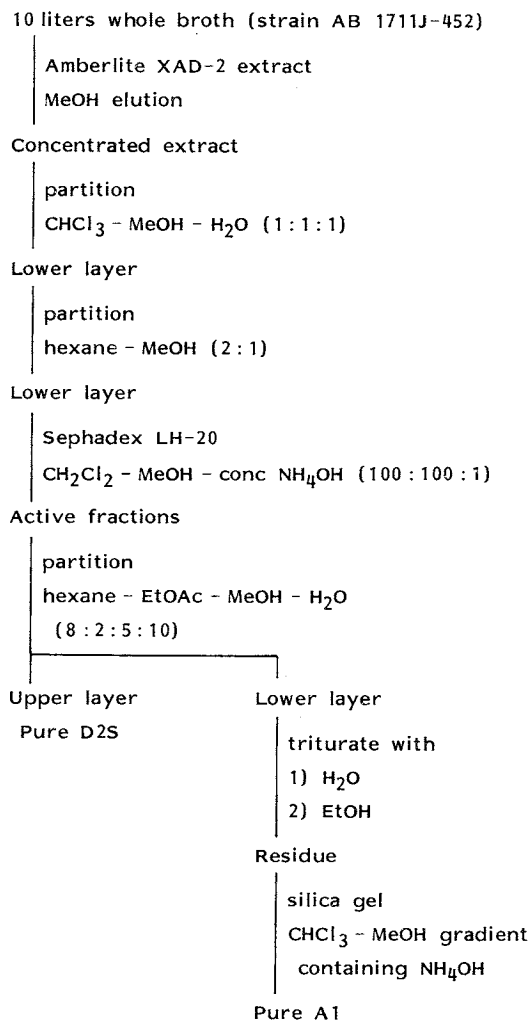 10 liters whole broth (strain AB 1711J-452)
Amberlite XAD-2 extract
MeOH elution
Concentrated extract
partition
CHCl₃ - MeOH - H₂O (1:1:1)
Lower layer
partition
hexane - MeOH (2:1)
Lower layer
Sephadex LH-20
CH₂Cl₂ - MeOH - conc NH₄OH (100:100:1)
Active fractions
partition
hexane - EtOAc - MeOH - H₂O
(8:2:5:10)
Upper layer
Pure D2S
Lower layer
triturate with
1) H₂O
2) EtOH
Residue
silica gel
CHCl₃ - MeOH gradient
containing NH₄OH
Pure A1